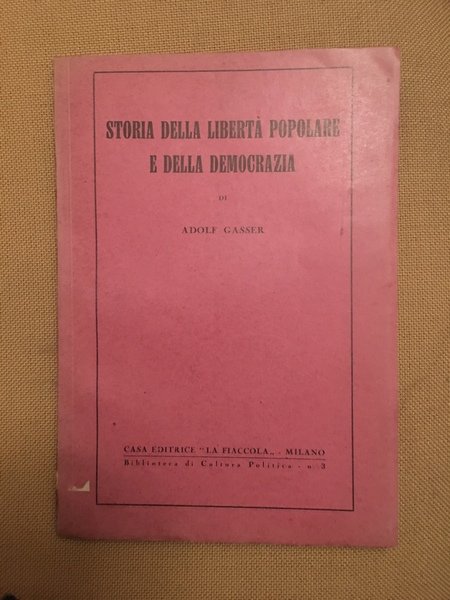 STORIA DELLA LIBERTÀ POPOLARE
E DELLA DEMOCRAZIA
DI
ADOLF GASSER
CASA EDITRICE "LA FIACCOLA„ - MILANO
Biblioteca di Cultura Politica - n. 3